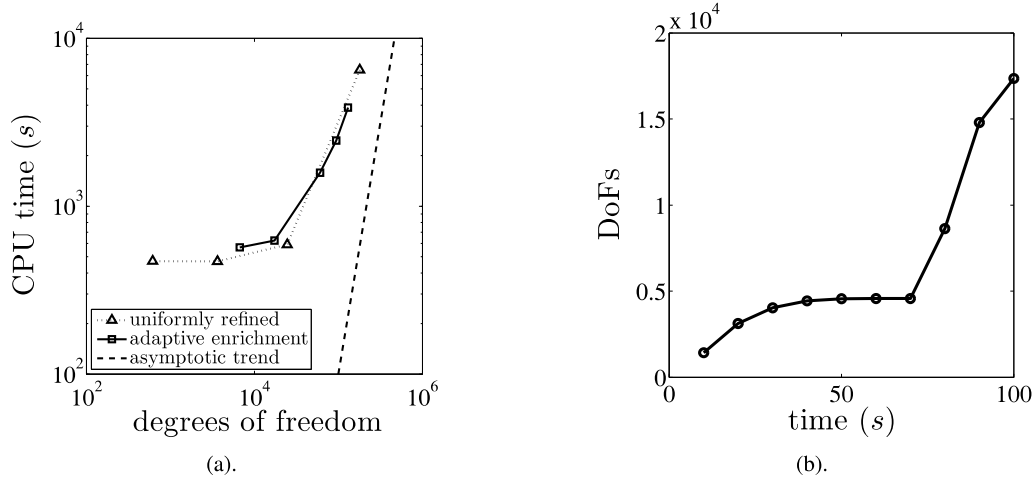 10^4
10^3
10^2
CPU time (s)
uniformly refined
adaptive enrichment
asymptotic trend
10^2
10^4
10^6
degrees of freedom
(a).
2 x 10^4
1.5
1
0.5
0
DoFs
0
50
100
time (s)
(b).